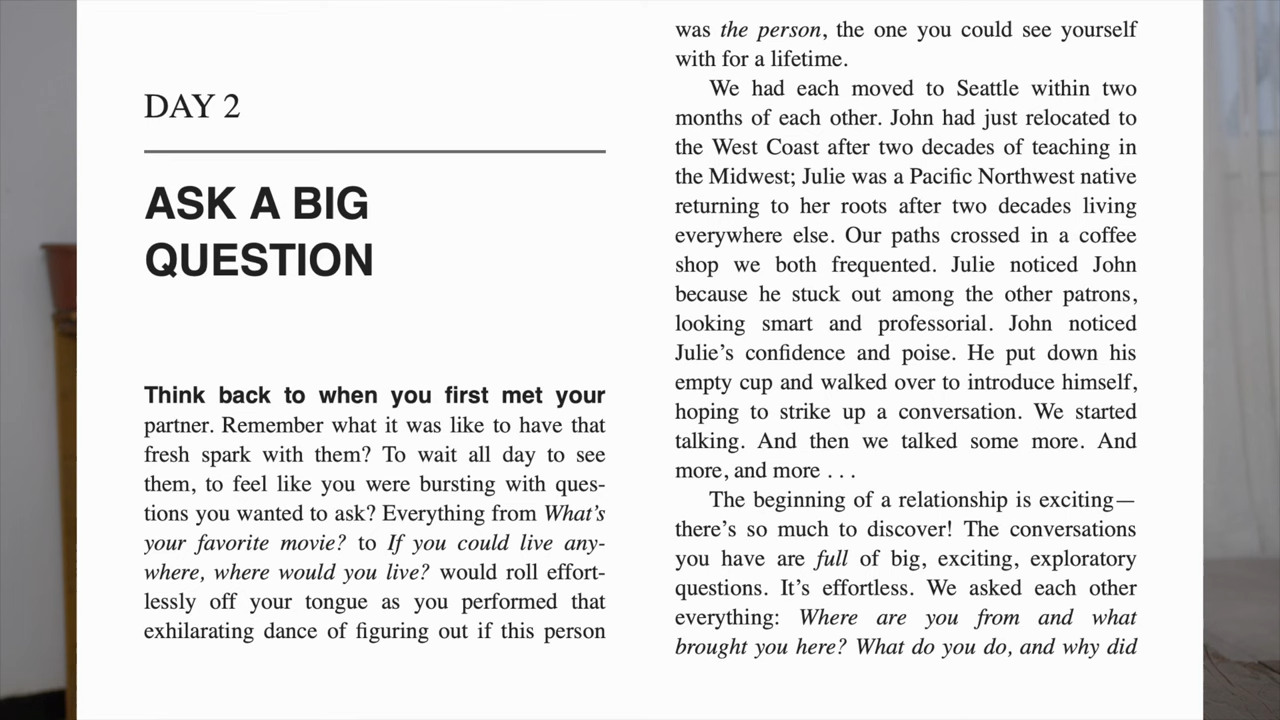 DAY 2
ASK A BIG
QUESTION
Think back to when you first met your
partner. Remember what it was like to have that
fresh spark with them? To wait all day to see
them, to feel like you were bursting with ques-
tions you wanted to ask? Everything from What's
your favorite movie? to If you could live any-
where, where would you live? would roll effort-
lessly off your tongue as you performed that
exhilarating dance of figuring out if this person
was the person, the one you could see yourself
with for a lifetime.
We had each moved to Seattle within two
months of each other. John had just relocated to
the West Coast after two decades of teaching in
the Midwest; Julie was a Pacific Northwest native
returning to her roots after two decades living
everywhere else. Our paths crossed in a coffee
shop we both frequented. Julie noticed John
because he stuck out among the other patrons,
looking smart and professorial. John noticed
Julie's confidence and poise. He put down his
empty cup and walked over to introduce himself,
hoping to strike up a conversation. We started
talking. And then we talked some more. And
more, and more . . .
The beginning of a relationship is exciting—
there's so much to discover! The conversations
you have are full of big, exciting, exploratory
questions. It's effortless. We asked each other
everything: Where are you from and what
brought you here? What do you do, and why did